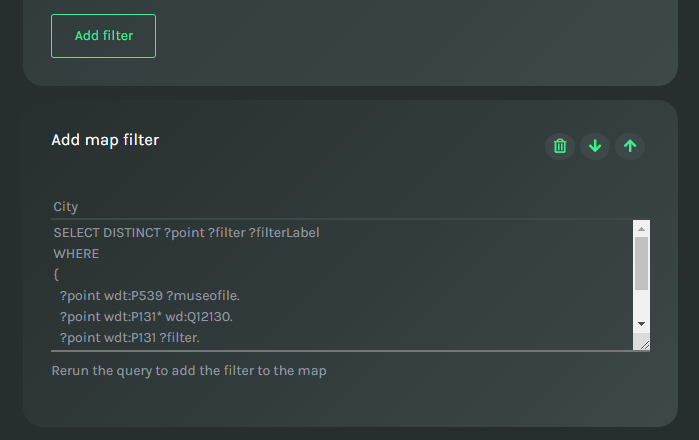 Add filter
Add map filter
City
SELECT DISTINCT ?point ?filter ?filterLabel
WHERE
{
?point wdt:P539 ?museofile.
?point wdt:P131* wd:Q12130.
?point wdt:P131 ?filter.
Rerun the query to add the filter to the map